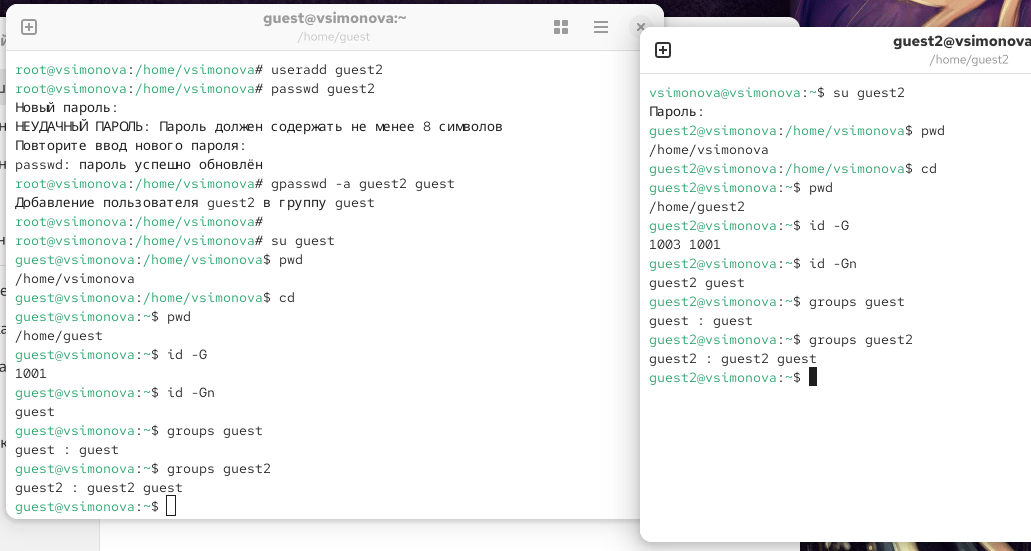 guest@vsimonova:~
/home/guest
root@vsimonova:/home/vsimonova# useradd guest2
root@vsimonova:/home/vsimonova# passwd guest2
Новый пароль:
НЕУДАЧНЫЙ ПАРОЛЬ: Пароль должен содержать не менее 8 символов
Повторите ввод нового пароля:
passwd: пароль успешно обновлён
root@vsimonova:/home/vsimonova# gpasswd -a guest2 guest
Добавление пользователя guest2 в группу guest
root@vsimonova:/home/vsimonova#
root@vsimonova:/home/vsimonova# su guest
guest@vsimonova:/home/vsimonova$ pwd
/home/vsimonova
guest@vsimonova:/home/vsimonova$ cd
guest@vsimonova:~$ pwd
/home/guest
guest@vsimonova:~$ id -G
1001
guest@vsimonova:~$ id -Gn
guest
guest@vsimonova:~$ groups guest
guest : guest
guest@vsimonova:~$ groups guest2
guest2 : guest2 guest
guest@vsimonova:~$
guest2@vsimonova
/home/guest2
vsimonova@vsimonova:~$ su guest2
Пароль:
guest2@vsimonova:/home/vsimonova$ pwd
/home/vsimonova
guest2@vsimonova:/home/vsimonova$ cd
guest2@vsimonova:~$ pwd
/home/guest2
guest2@vsimonova:~$ id -G
1003 1001
guest2@vsimonova:~$ id -Gn
guest2 guest
guest2@vsimonova:~$ groups guest
guest : guest
guest2@vsimonova:~$ groups guest2
guest2 : guest2 guest
guest2@vsimonova:~$